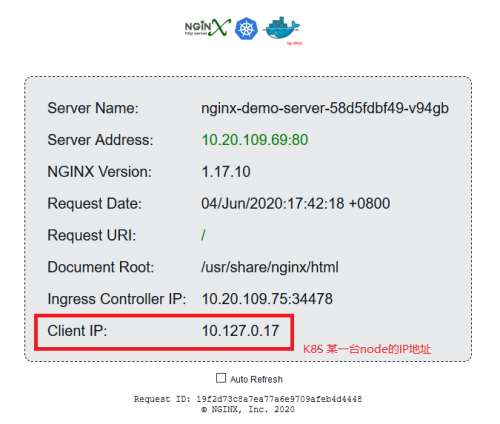 NGINX
http server
by chris
Server Name: nginx-demo-server-58d5fdbf49-v94gb
Server Address: 10.20.109.69:80
NGINX Version: 1.17.10
Request Date: 04/Jun/2020:17:42:18 +0800
Request URI: /
Document Root: /usr/share/nginx/html
Ingress Controller IP: 10.20.109.75:34478
Client IP: 10.127.0.17
K8S 某一台node的IP地址
Auto Refresh
Request ID: 19f2d73c8a7ea77a6e9709afeb4d4448
© NGINX, Inc. 2020